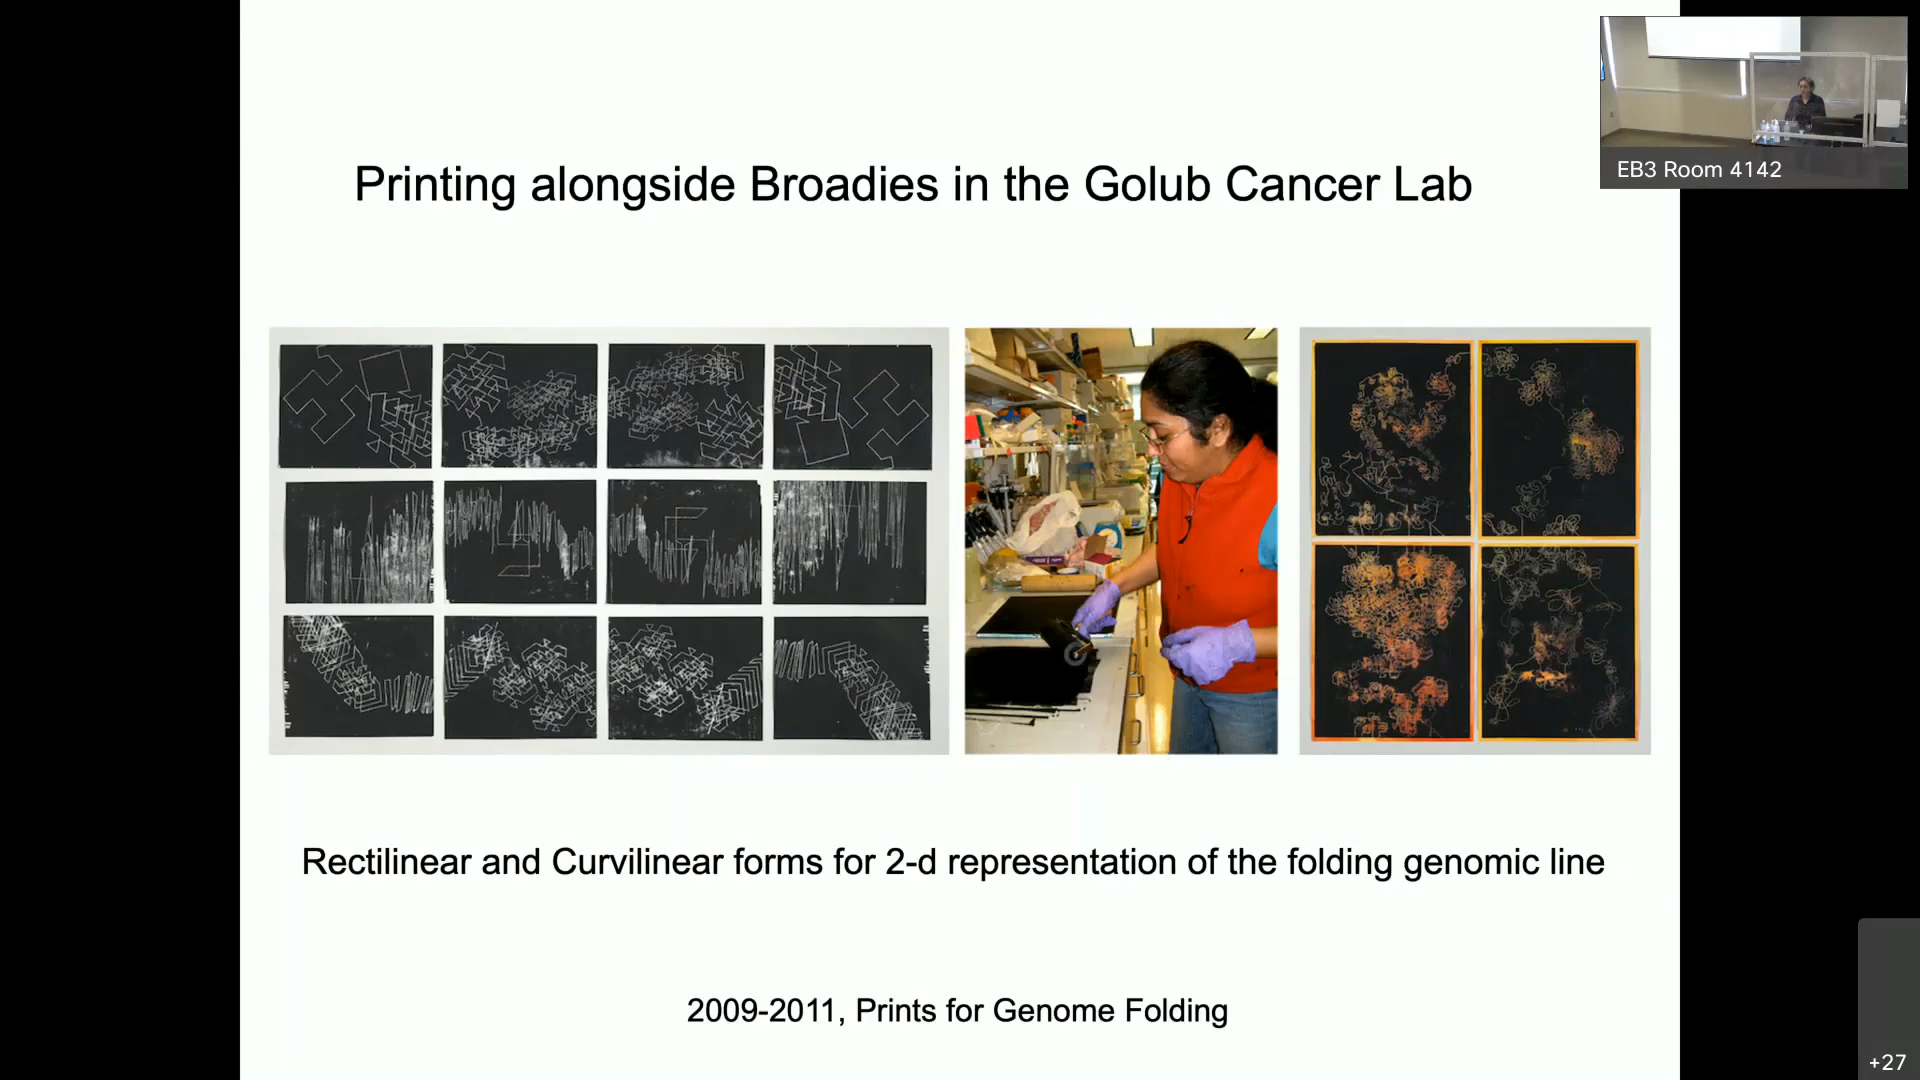 Printing alongside Broadies in the Golub Cancer Lab
EB3 Room 4142
Rectilinear and Curvilinear forms for 2-d representation of the folding genomic line
2009-2011, Prints for Genome Folding
+27